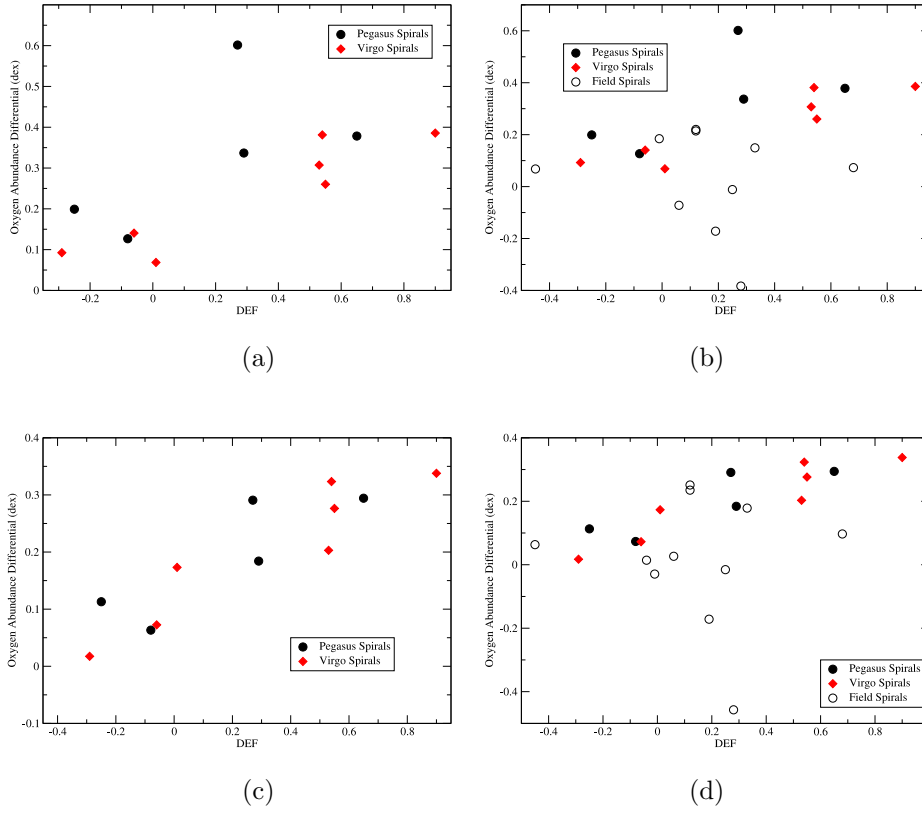 Oxygen Abundance Differential (dex)
0.6
0.5
0.4
0.3
0.2
0.1
0
Pegasus Spirals
Virgo Spirals
-0.2 0 0.2 0.4 0.6 0.8
DEF
(a)
Oxygen Abundance Differential (dex)
0.6
0.4
0.2
0
-0.2
-0.4
Pegasus Spirals
Virgo Spirals
Field Spirals
-0.4 -0.2 0 0.2 0.4 0.6 0.8
DEF
(b)
Oxygen Abundance Differential (dex)
0.4
0.3
0.2
0.1
0
-0.1
Pegasus Spirals
Virgo Spirals
-0.4 -0.2 0 0.2 0.4 0.6 0.8
DEF
(c)
Oxygen Abundance Differential (dex)
0.4
0.2
0
-0.2
-0.4
Pegasus Spirals
Virgo Spirals
Field Spirals
-0.4 -0.2 0 0.2 0.4 0.6 0.8
DEF
(d)